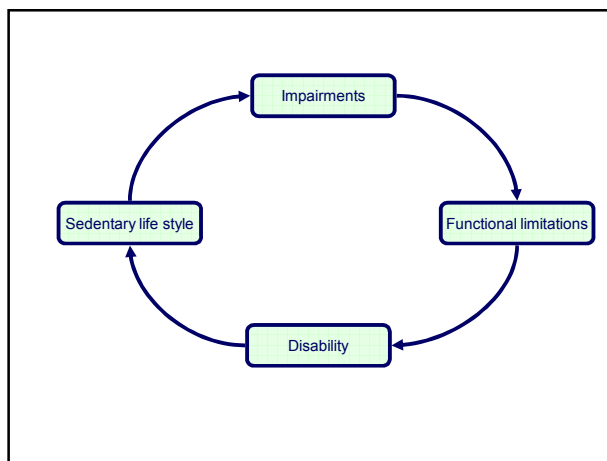 Impairments
Sedentary life style
Functional limitations
Disability